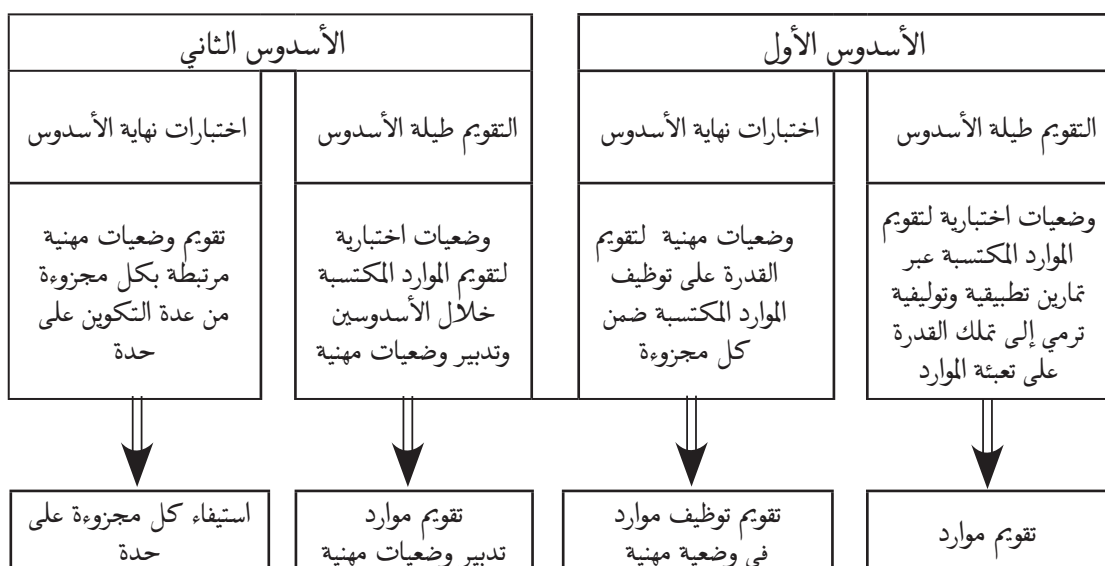 الأسدوس الأول
الأسدوس الثاني
التقويم طيلة الأسدوس
اختبارات نهاية الأسدوس
التقويم طيلة الأسدوس
اختبارات نهاية الأسدوس
وضعيات اختبارية لتقويم
الموارد المكتسبة عبر
تمارين تطبيقية وتوليفية
ترمي إلى تملك القدرة
على تعبئة الموارد
وضعيات مهنية لتقويم
القدرة على توظيف
الموارد المكتسبة ضمن
كل مجزوءة
وضعيات اختبارية
لتقويم الموارد المكتسبة
خلال الأسدوسين
وتدبير وضعيات مهنية
تقويم وضعيات مهنية
مرتبطة بكل مجزوءة
من عدة التكوين على
حدة
تقويم موارد
تقويم توظيف موارد
في وضعية مهنية
تقويم موارد
تدبير وضعيات مهنية
استيفاء كل مجزوءة على
حدة